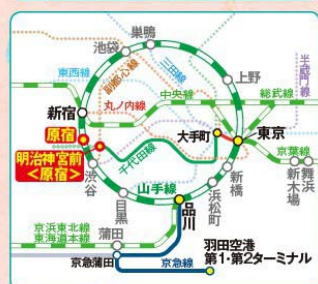 巣鴨
池袋
東西線
副都心線
三田線
上野
半蔵門線
丸ノ内線
中央線
総武線
新宿
原宿
大手町
東京
明治神宮前
<原宿>
千代田線
京葉線
渋谷
新橋
新木場
舞浜
山手線
目黒
品川
浜松町
京浜東北線
東海道本線
蒲田
羽田空港
第1・第2ターミナル
京急蒲田
京急線